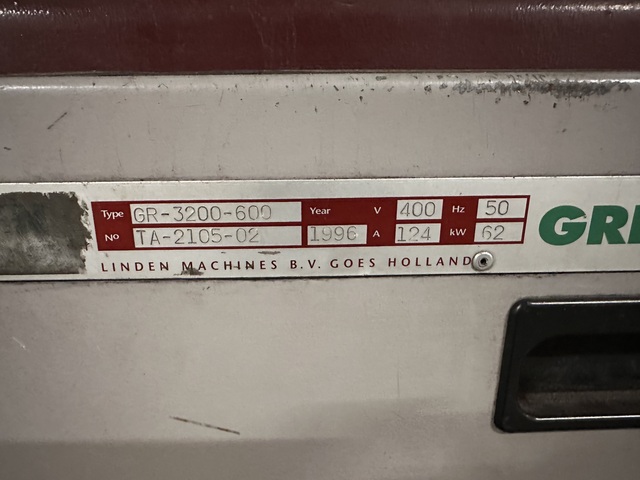 Type GR-3200-600 Year V 400 Hz 50
No TA-2105-02 1996 A 124 kW 62
LINDEN MACHINES B.V. GOES HOLLAND
GRE